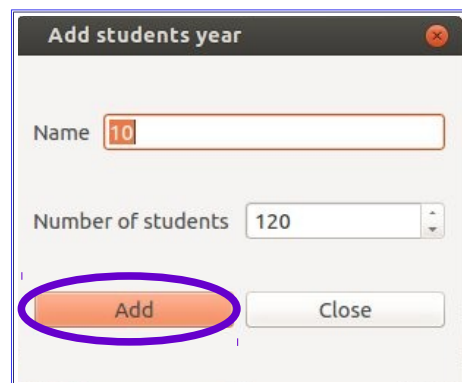 Add students year
Name 10
Number of students 120
Add Close